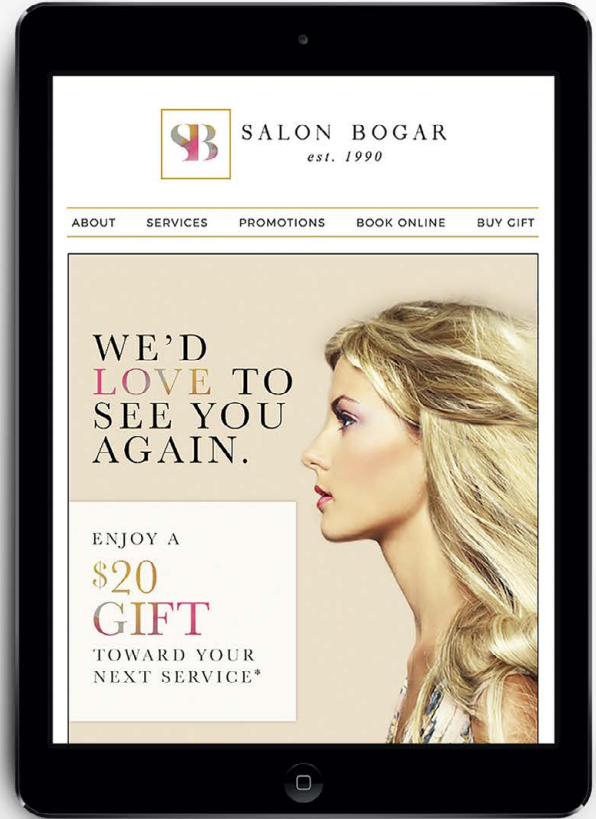 SB
SALON BOGAR
est. 1990
ABOUT SERVICES PROMOTIONS BOOK ONLINE BUY GIFT
WE'D
LOVE TO
SEE YOU
AGAIN.
ENJOY A
$20
GIFT
TOWARD YOUR
NEXT SERVICE*